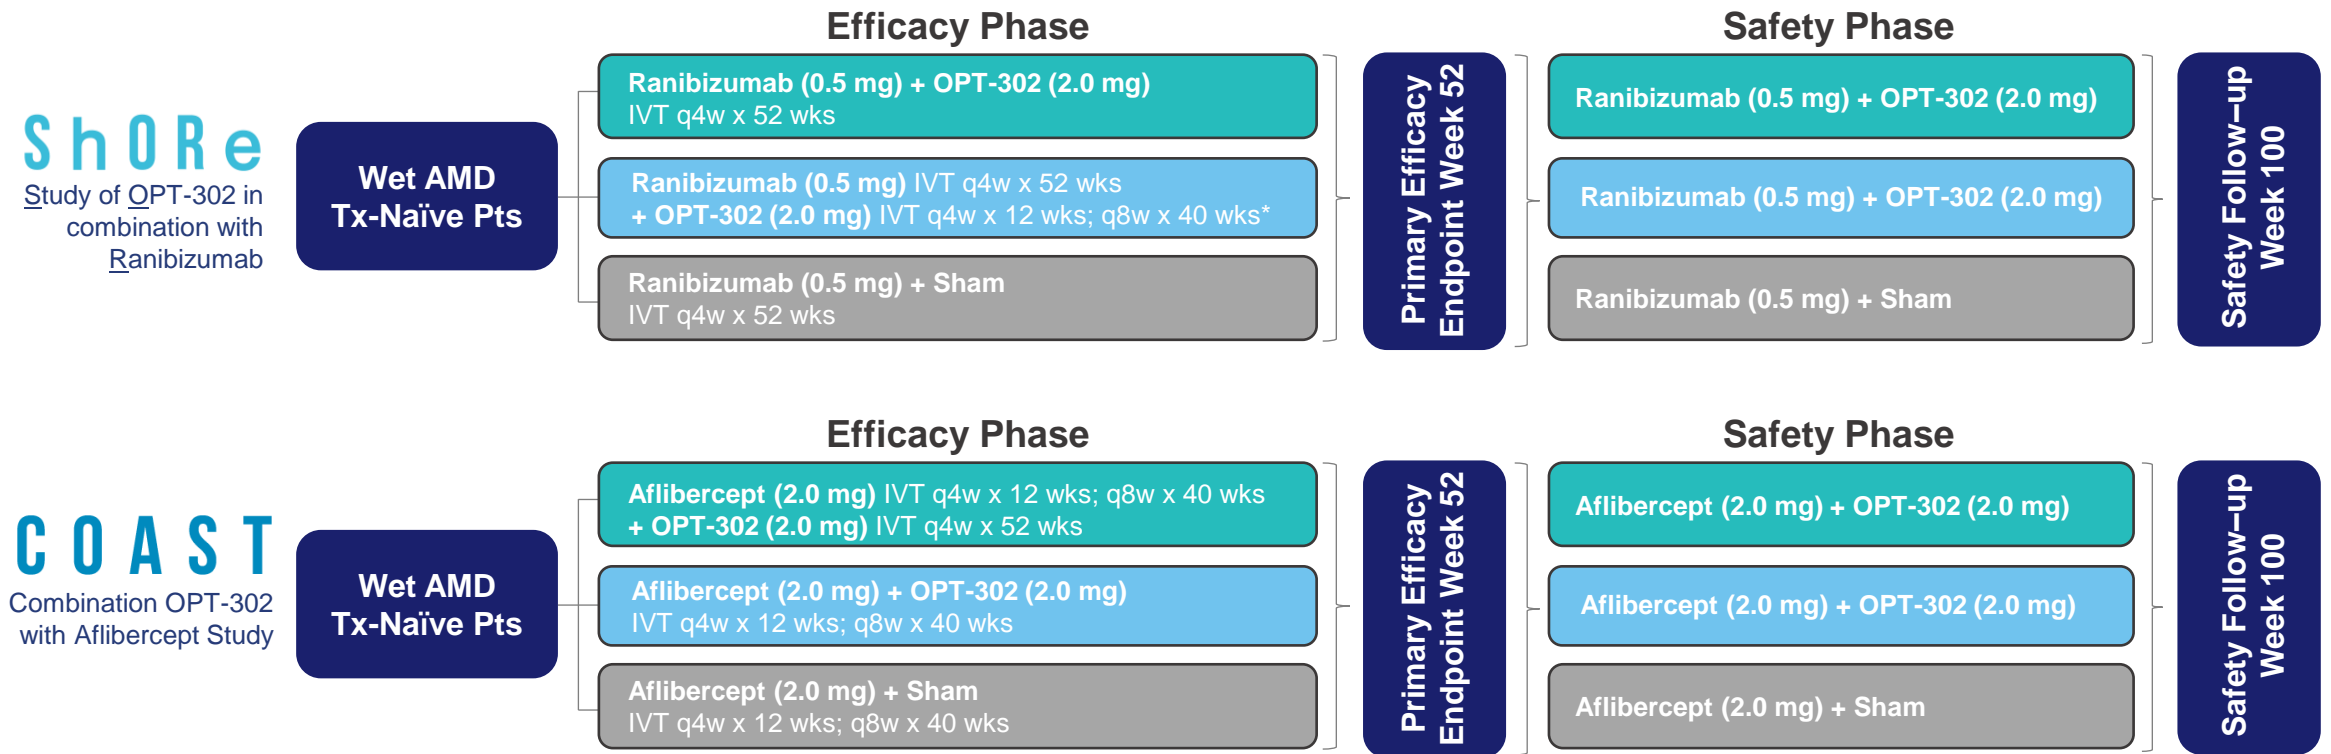 Efficacy Phase
Safety Phase
ShORe
Study of OPT-302 in
combination with
Ranibizumab
Wet AMD
Tx-Naïve Pts
Ranibizumab (0.5 mg) + OPT-302 (2.0 mg)
IVT q4w x 52 wks
Ranibizumab (0.5 mg) IVT q4w x 52 wks
+ OPT-302 (2.0 mg) IVT q4w x 12 wks; q8w x 40 wks*
Ranibizumab (0.5 mg) + Sham
IVT q4w x 52 wks
Primary Efficacy
Endpoint Week 52
Ranibizumab (0.5 mg) + OPT-302 (2.0 mg)
Ranibizumab (0.5 mg) + OPT-302 (2.0 mg)
Ranibizumab (0.5 mg) + Sham
Safety Follow–up
Week 100
Efficacy Phase
Safety Phase
COAST
Combination OPT-302
with Aflibercept Study
Wet AMD
Tx-Naïve Pts
Aflibercept (2.0 mg) IVT q4w x 12 wks; q8w x 40 wks
+ OPT-302 (2.0 mg) IVT q4w x 52 wks
Aflibercept (2.0 mg) + OPT-302 (2.0 mg)
IVT q4w x 12 wks; q8w x 40 wks
Aflibercept (2.0 mg) + Sham
IVT q4w x 12 wks; q8w x 40 wks
Primary Efficacy
Endpoint Week 52
Aflibercept (2.0 mg) + OPT-302 (2.0 mg)
Aflibercept (2.0 mg) + OPT-302 (2.0 mg)
Aflibercept (2.0 mg) + Sham
Safety Follow–up
Week 100